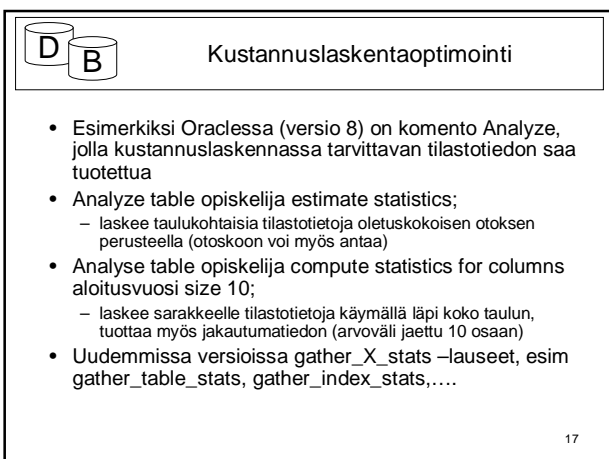 D B
Kustannuslaskentaoptimointi
• Esimerkiksi Oraclessa (versio 8) on komento Analyze,
jolla kustannuslaskennassa tarvittavan tilastotiedon saa
tuotettua
• Analyze table opiskelija estimate statistics;
– laskee taulukohtaisia tilastotietoja oletuskokoisen otoksen
perusteella (otoskoon voi myös antaa)
• Analyse table opiskelija compute statistics for columns
aloitusvuosi size 10;
– laskee sarakkeelle tilastotietoja käymällä läpi koko taulun,
tuottaa myös jakautumatiedon (arvoväli jaettu 10 osaan)
• Uudemmissa versioissa gather_X_stats –lauseet, esim
gather_table_stats, gather_index_stats,….
17